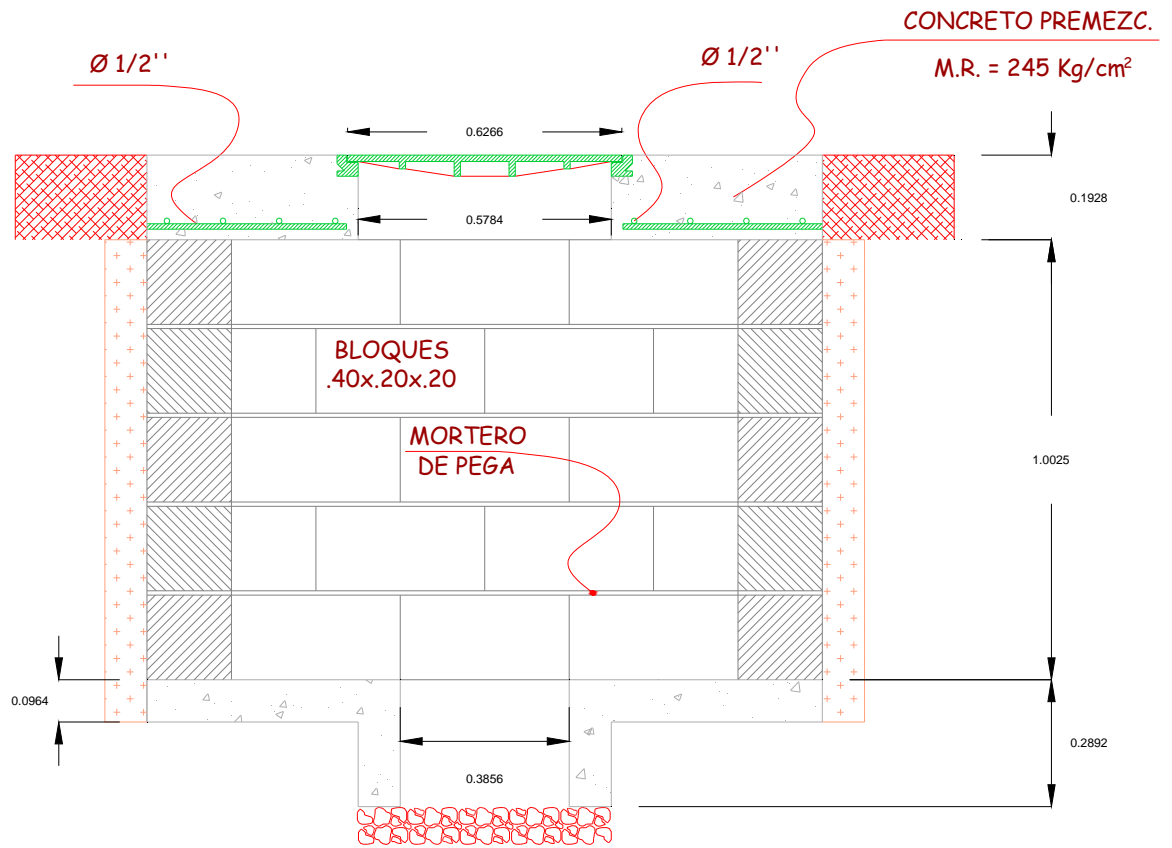 CONCRETO PREMEZC.
M.R. = 245 Kg/cm²
Ø 1/2''
Ø 1/2''
0.6266
0.1928
0.5784
BLOQUES
.40x.20x.20
MORTERO
DE PEGA
1.0025
0.0964
0.2892
0.3856